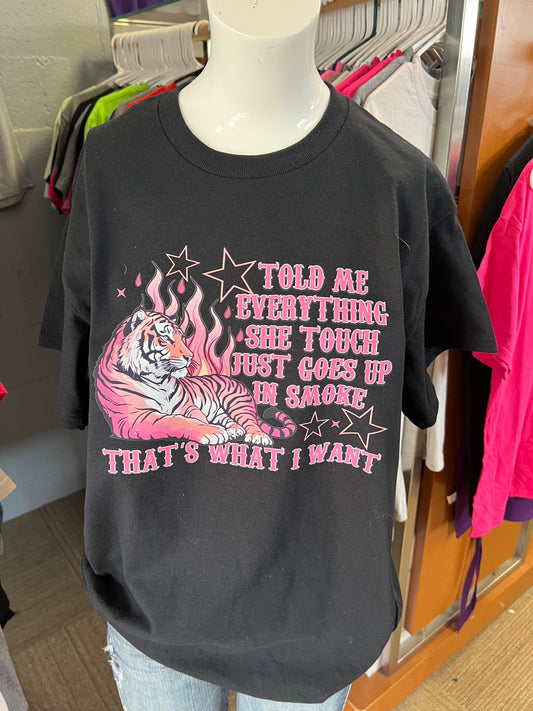 TOLD ME
EVERYTHING
SHE TOUCH
JUST GOES UP
IN SMOKE
THAT'S WHAT I WANT